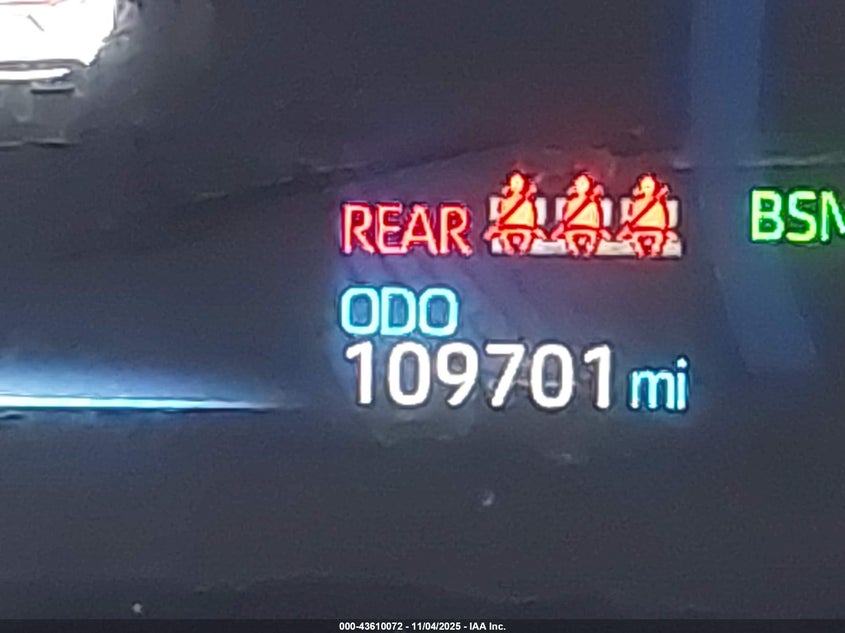 REAR
BSM
ODO
109701 mi
000-43610072 - 11/04/2025 - IAA Inc.